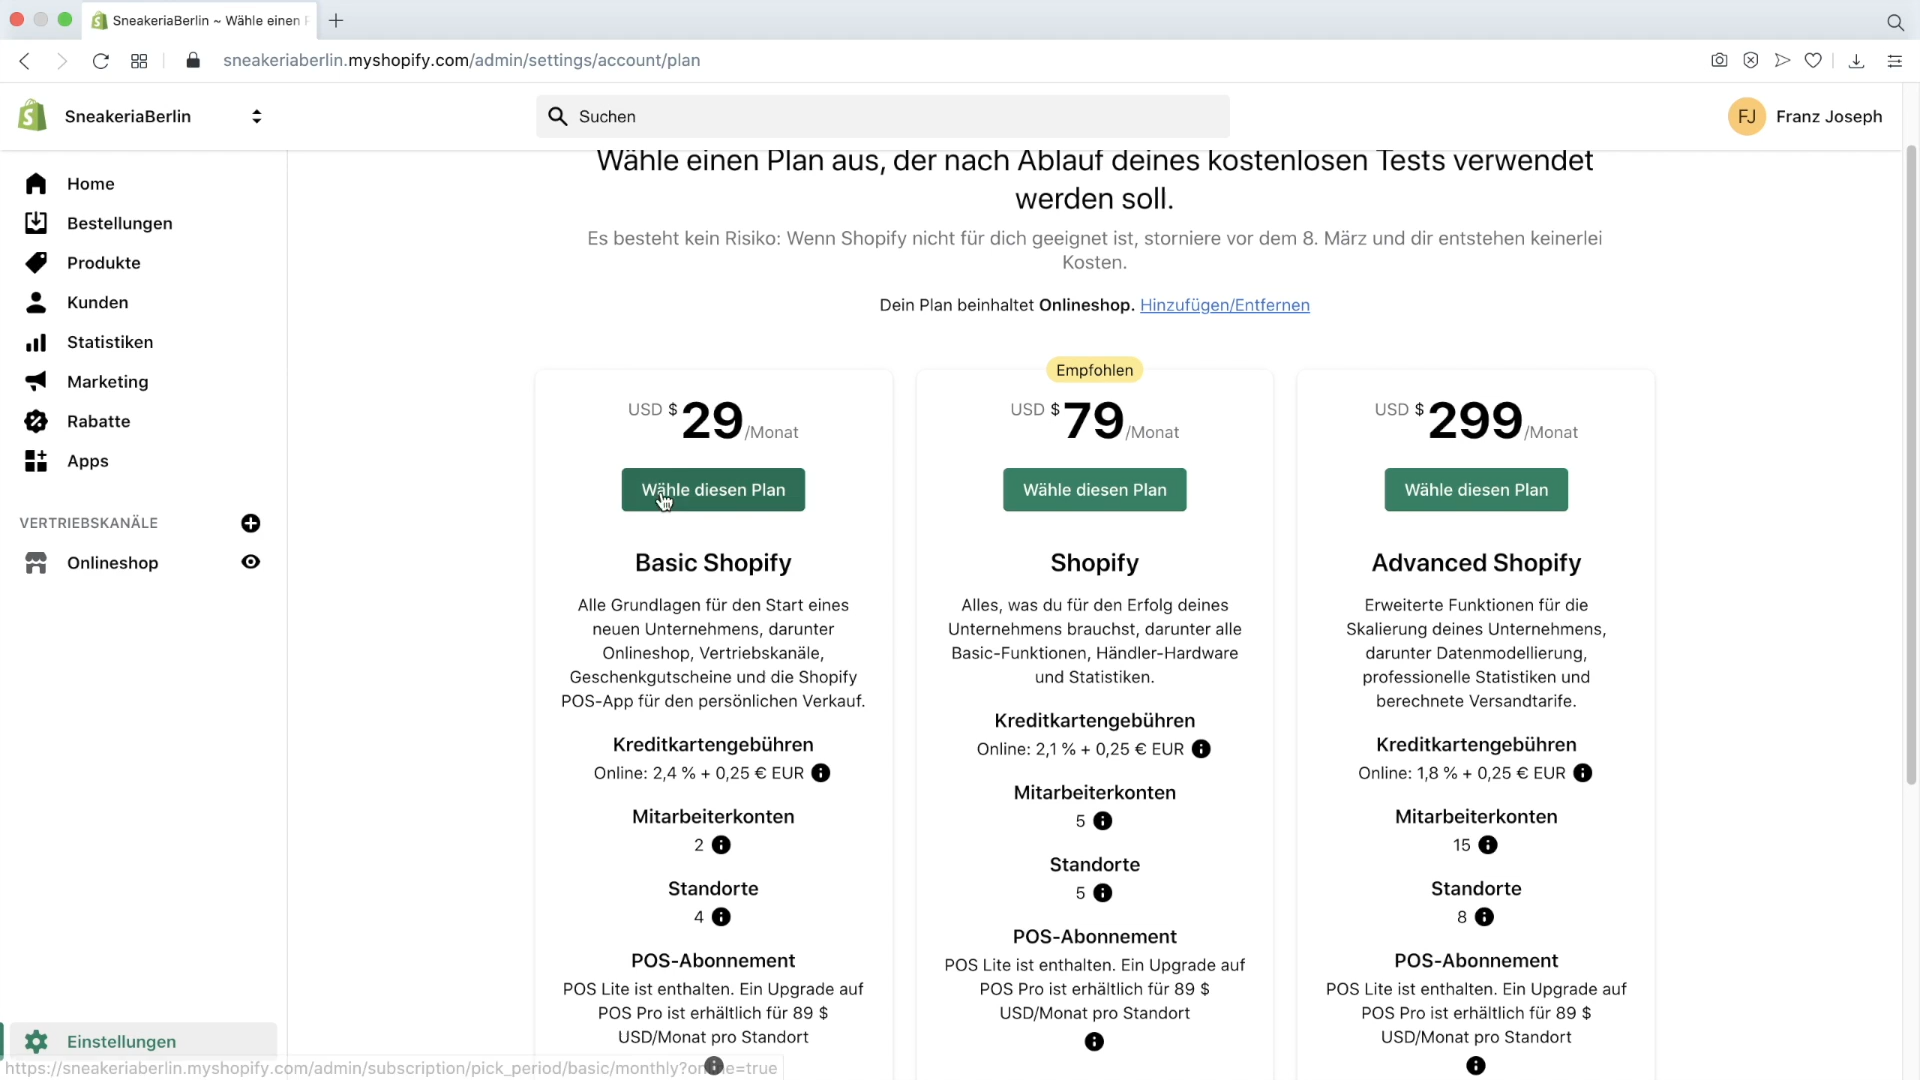 SneakeriaBerlin ~ Wähle einen P
sneakeriaberlin.myshopify.com/admin/settings/account/plan
SneakeriaBerlin
Suchen
FJ Franz Joseph
Home
Bestellungen
Produkte
Kunden
Statistiken
Marketing
Rabatte
Apps
VERTRIEBSKANÄLE
Onlineshop
Einstellungen
Wähle einen Plan aus, der nach Ablauf deines kostenlosen Tests verwendet
werden soll.
Es besteht kein Risiko: Wenn Shopify nicht für dich geeignet ist, storniere vor dem 8. März und dir entstehen keinerlei
Kosten.
Dein Plan beinhaltet Onlineshop. Hinzufügen/Entfernen
USD $ 29 /Monat
Wähle diesen Plan
Basic Shopify
Alle Grundlagen für den Start eines
neuen Unternehmens, darunter
Onlineshop, Vertriebskanäle,
Geschenkgutscheine und die Shopify
POS-App für den persönlichen Verkauf.
Kreditkartengebühren
Online: 2,4 % + 0,25 € EUR
Mitarbeiterkonten
2
Standorte
4
POS-Abonnement
POS Lite ist enthalten. Ein Upgrade auf
POS Pro ist erhältlich für 89 $
USD/Monat pro Standort
Empfohlen
USD $ 79 /Monat
Wähle diesen Plan
Shopify
Alles, was du für den Erfolg deines
Unternehmens brauchst, darunter alle
Basic-Funktionen, Händler-Hardware
und Statistiken.
Kreditkartengebühren
Online: 2,1 % + 0,25 € EUR
Mitarbeiterkonten
5
Standorte
5
POS-Abonnement
POS Lite ist enthalten. Ein Upgrade auf
POS Pro ist erhältlich für 89 $
USD/Monat pro Standort
USD $ 299 /Monat
Wähle diesen Plan
Advanced Shopify
Erweiterte Funktionen für die
Skalierung deines Unternehmens,
darunter Datenmodellierung,
professionelle Statistiken und
berechnete Versandtarife.
Kreditkartengebühren
Online: 1,8 % + 0,25 € EUR
Mitarbeiterkonten
15
Standorte
8
POS-Abonnement
POS Lite ist enthalten. Ein Upgrade auf
POS Pro ist erhältlich für 89 $
USD/Monat pro Standort
https://sneakeriaberlin.myshopify.com/admin/subscription/pick_period/basic/monthly?